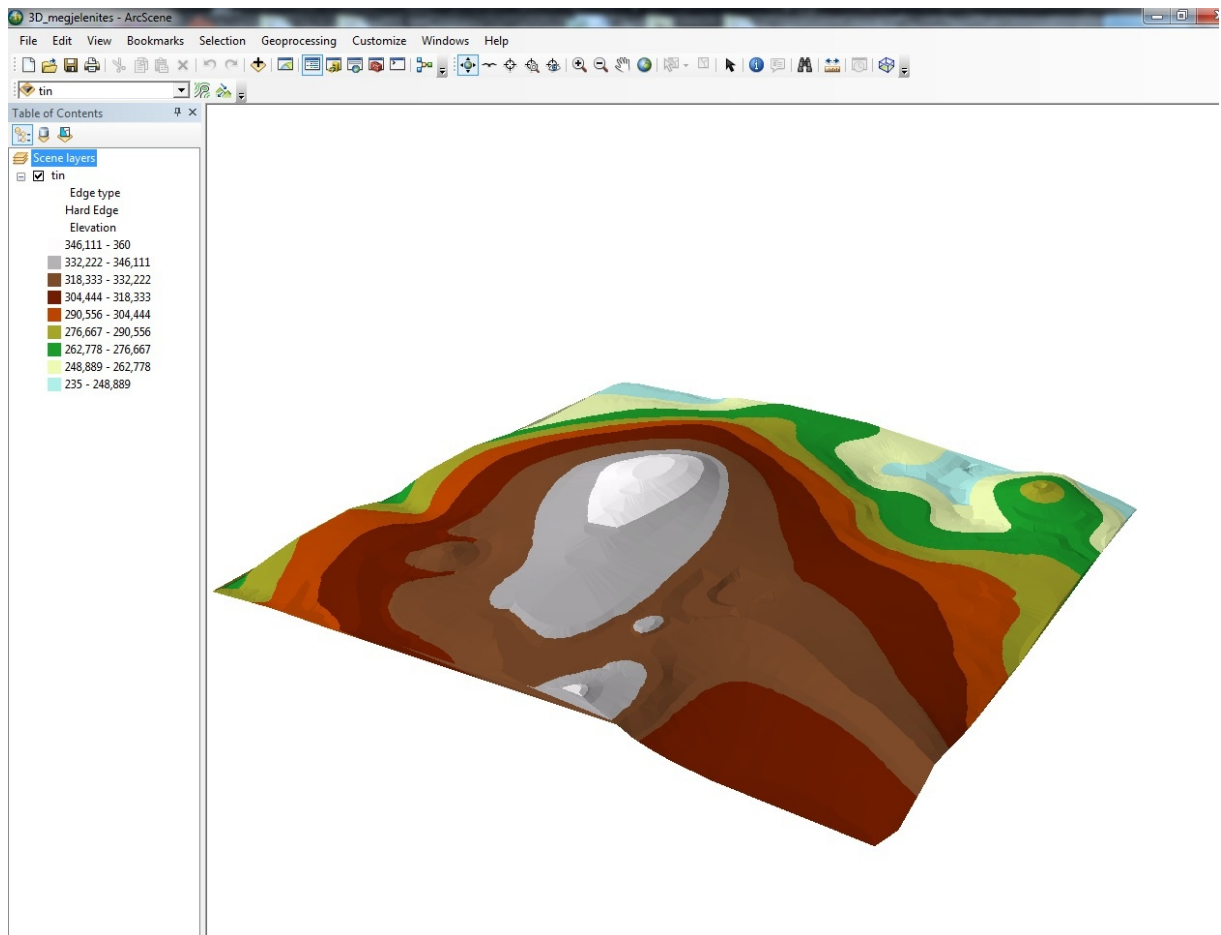 3D_megjelenites - ArcScene
File Edit View Bookmarks Selection Geoprocessing Customize Windows Help
tin
Table of Contents
Scene layers
tin
Edge type
Hard Edge
Elevation
346,111 - 360
332,222 - 346,111
318,333 - 332,222
304,444 - 318,333
290,556 - 304,444
276,667 - 290,556
262,778 - 276,667
248,889 - 262,778
235 - 248,889